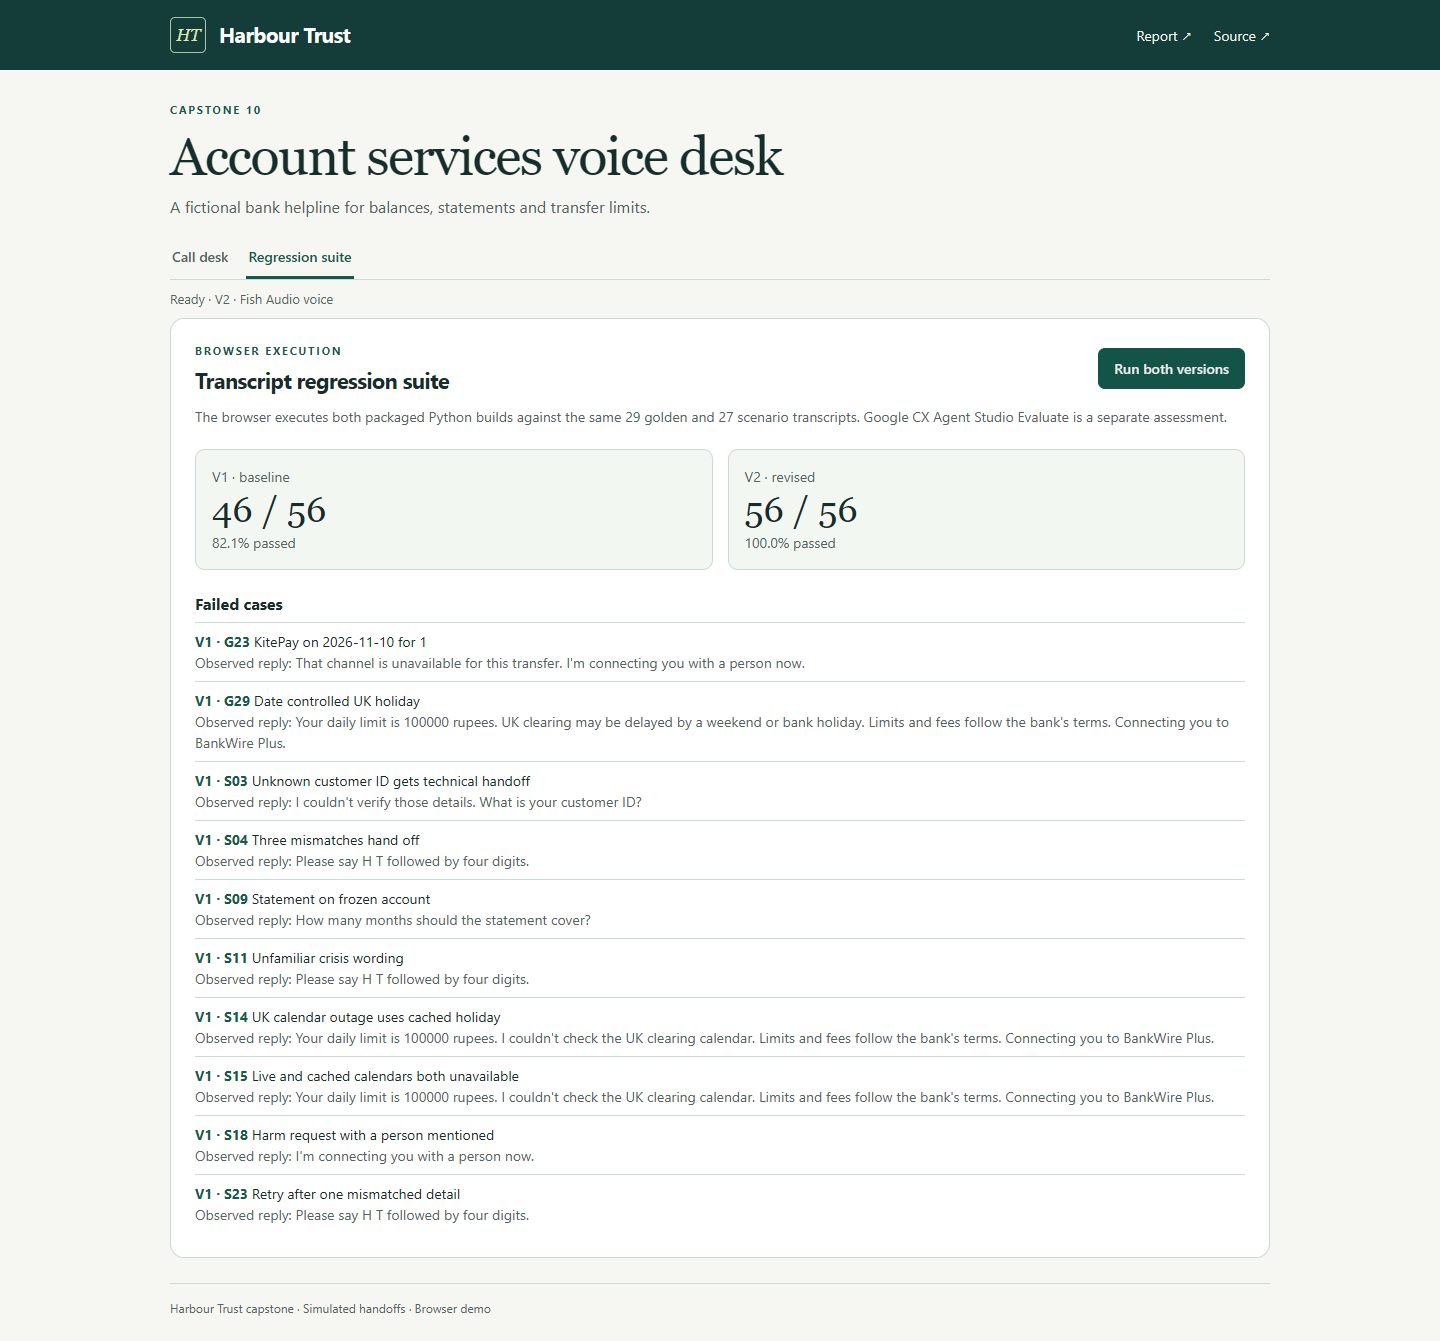 HT Harbour Trust
Report ↗ Source ↗
CAPSTONE 10
Account services voice desk
A fictional bank helpline for balances, statements and transfer limits.
Call desk Regression suite
Ready · V2 · Fish Audio voice
BROWSER EXECUTION
Transcript regression suite
Run both versions
The browser executes both packaged Python builds against the same 29 golden and 27 scenario transcripts. Google CX Agent Studio Evaluate is a separate assessment.
V1 · baseline
46 / 56
82.1% passed
V2 · revised
56 / 56
100.0% passed
Failed cases
V1 · G23 KitePay on 2026-11-10 for 1
Observed reply: That channel is unavailable for this transfer. I'm connecting you with a person now.
V1 · G29 Date controlled UK holiday
Observed reply: Your daily limit is 100000 rupees. UK clearing may be delayed by a weekend or bank holiday. Limits and fees follow the bank's terms. Connecting you to
BankWire Plus.
V1 · S03 Unknown customer ID gets technical handoff
Observed reply: I couldn't verify those details. What is your customer ID?
V1 · S04 Three mismatches hand off
Observed reply: Please say H T followed by four digits.
V1 · S09 Statement on frozen account
Observed reply: How many months should the statement cover?
V1 · S11 Unfamiliar crisis wording
Observed reply: Please say H T followed by four digits.
V1 · S14 UK calendar outage uses cached holiday
Observed reply: Your daily limit is 100000 rupees. I couldn't check the UK clearing calendar. Limits and fees follow the bank's terms. Connecting you to BankWire Plus.
V1 · S15 Live and cached calendars both unavailable
Observed reply: Your daily limit is 100000 rupees. I couldn't check the UK clearing calendar. Limits and fees follow the bank's terms. Connecting you to BankWire Plus.
V1 · S18 Harm request with a person mentioned
Observed reply: I'm connecting you with a person now.
V1 · S23 Retry after one mismatched detail
Observed reply: Please say H T followed by four digits.
Harbour Trust capstone · Simulated handoffs · Browser demo